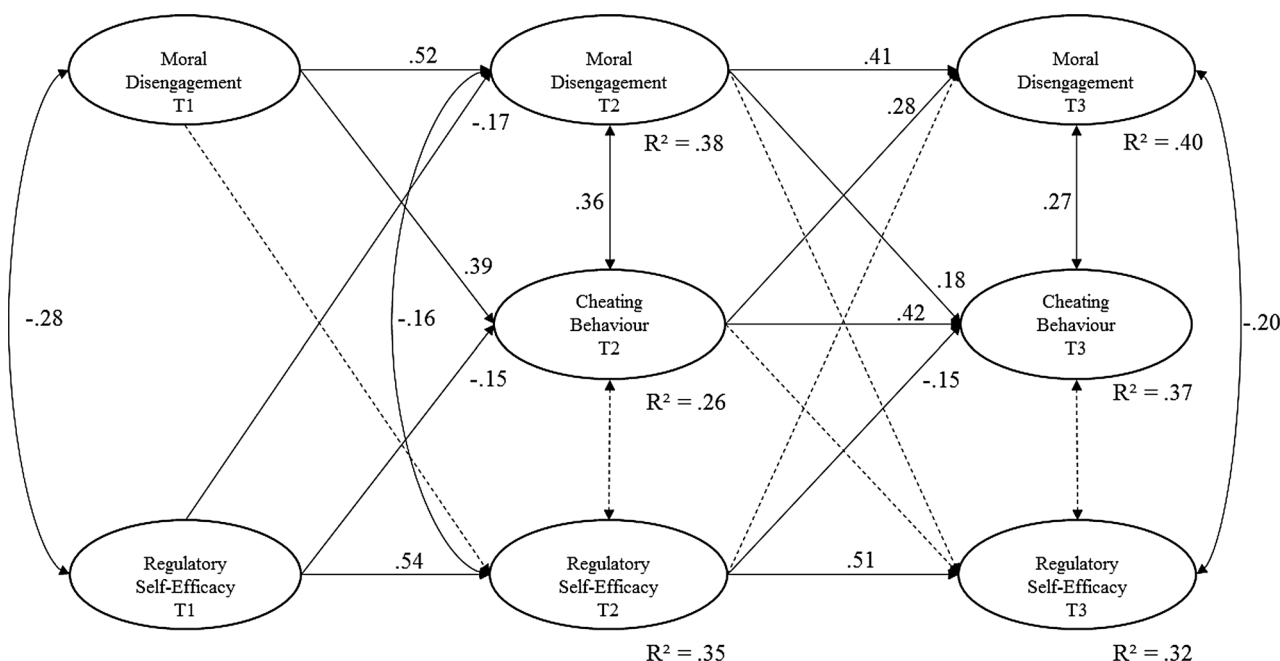 Moral
Disengagement
T1
.52
Moral
Disengagement
T2
.41
Moral
Disengagement
T3
-.17
.28
R² = .38
R² = .40
.36
.27
.39
.18
-.28
-.16
Cheating
Behaviour
T2
.42
Cheating
Behaviour
T3
-.20
-.15
-.15
R² = .26
R² = .37
Regulatory
Self-Efficacy
T1
.54
Regulatory
Self-Efficacy
T2
.51
Regulatory
Self-Efficacy
T3
R² = .35
R² = .32